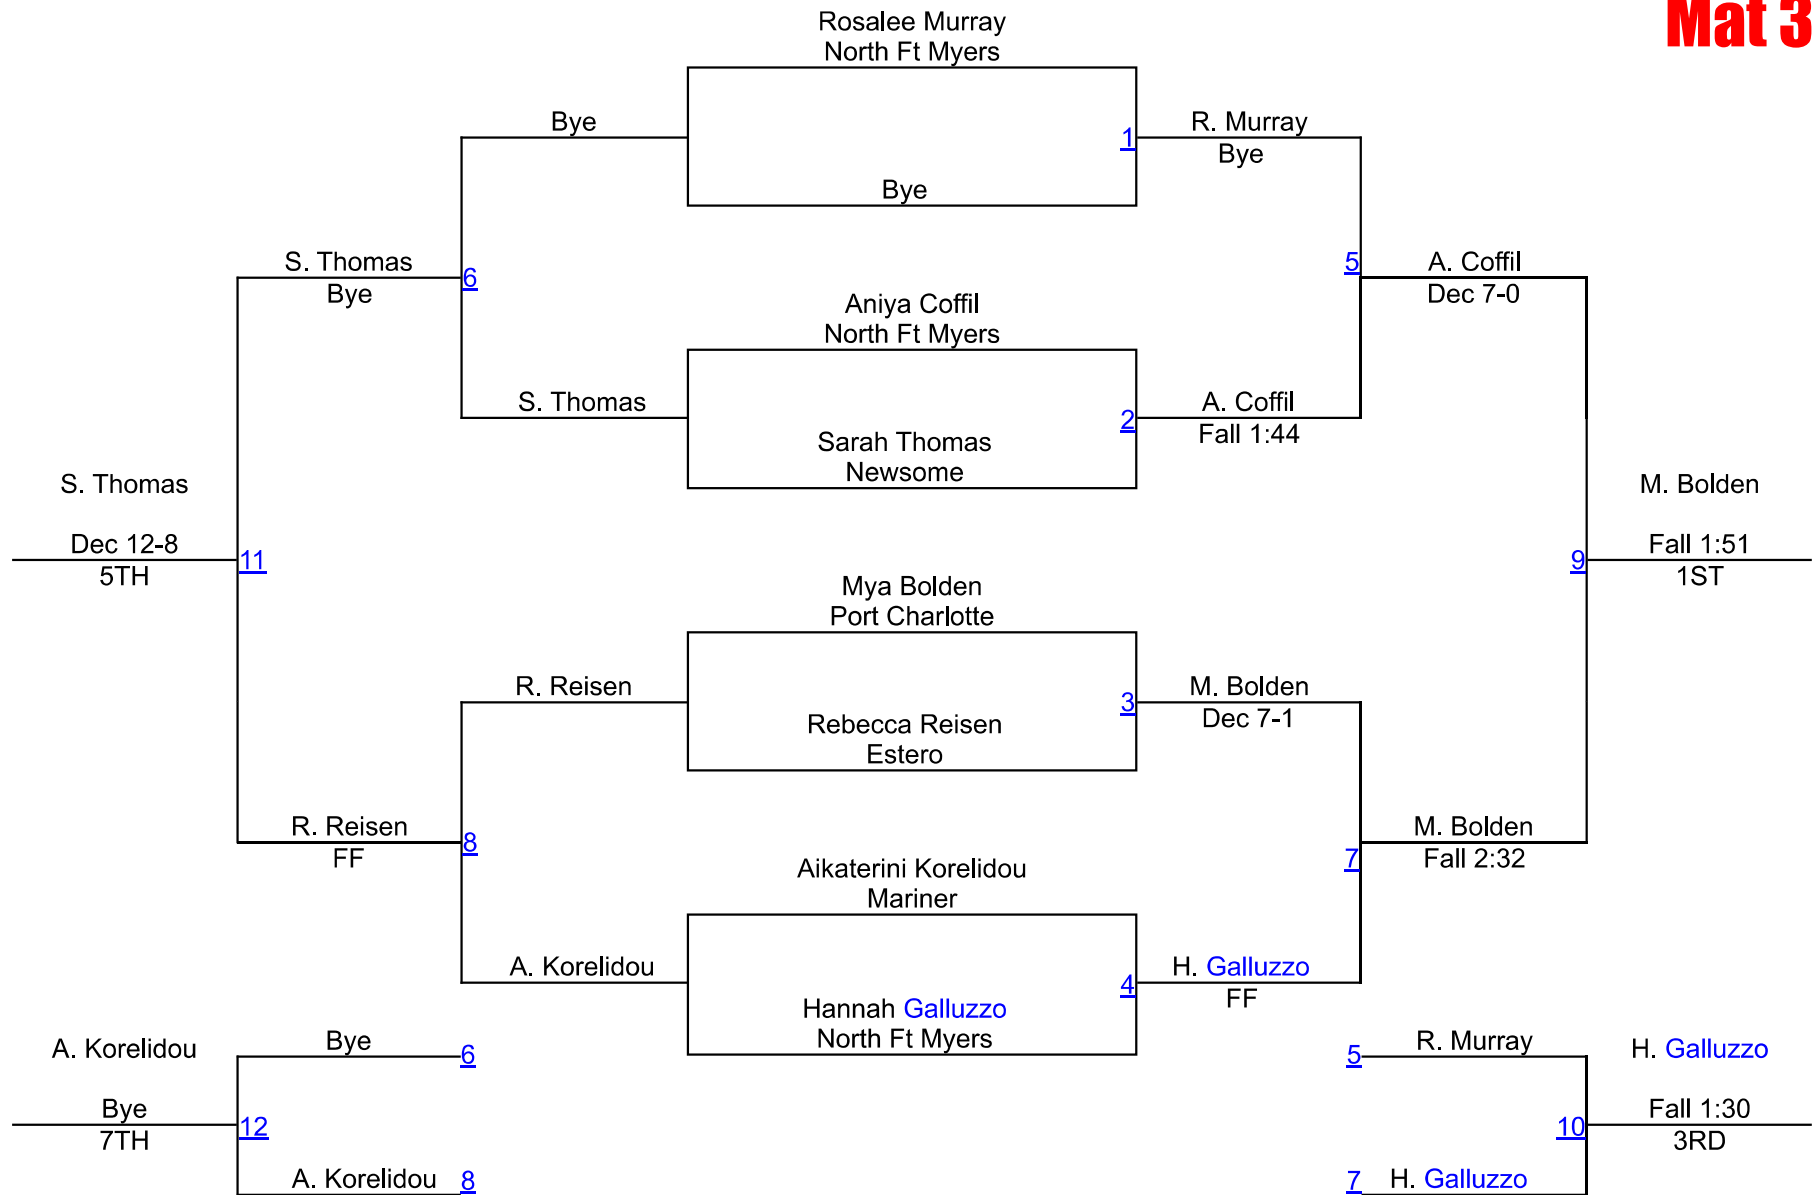 Mat 3
Rosalee Murray
North Ft Myers
Bye
1
R. Murray
Bye
Bye
S. Thomas
6
Bye
5
A. Coffil
Dec 7-0
Aniya Coffil
North Ft Myers
S. Thomas
2
A. Coffil
Fall 1:44
Sarah Thomas
Newsome
S. Thomas
Dec 12-8
11
5TH
M. Bolden
Fall 1:51
9
1ST
Mya Bolden
Port Charlotte
R. Reisen
3
M. Bolden
Dec 7-1
Rebecca Reisen
Estero
R. Reisen
8
FF
7
M. Bolden
Fall 2:32
Aikaterini Korelidou
Mariner
A. Korelidou
4
H. Galluzzo
FF
Hannah Galluzzo
North Ft Myers
A. Korelidou
Bye
6
Bye
12
7TH
A. Korelidou
8
5
R. Murray
H. Galluzzo
Fall 1:30
10
3RD
7
H. Galluzzo